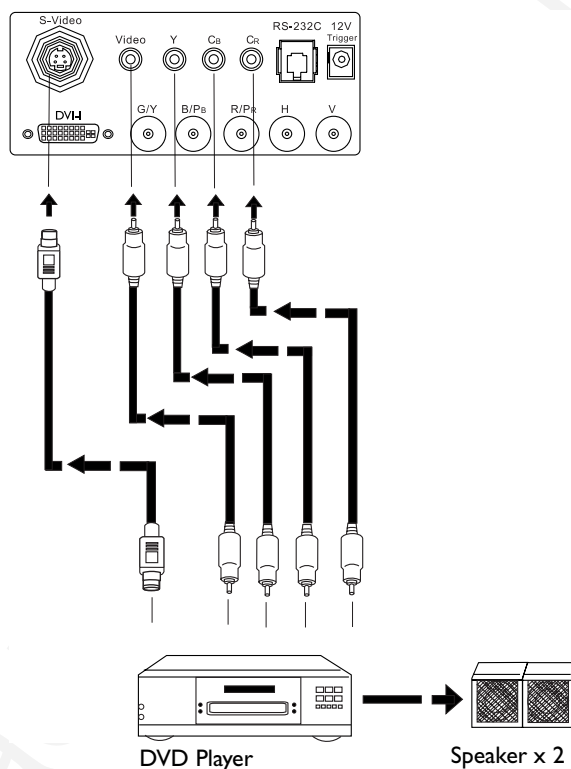 S-Video
Video Y CB CR
RS-232C 12V
Trigger
DVI-I
G/Y B/PB R/PR H V
DVD Player
Speaker x 2